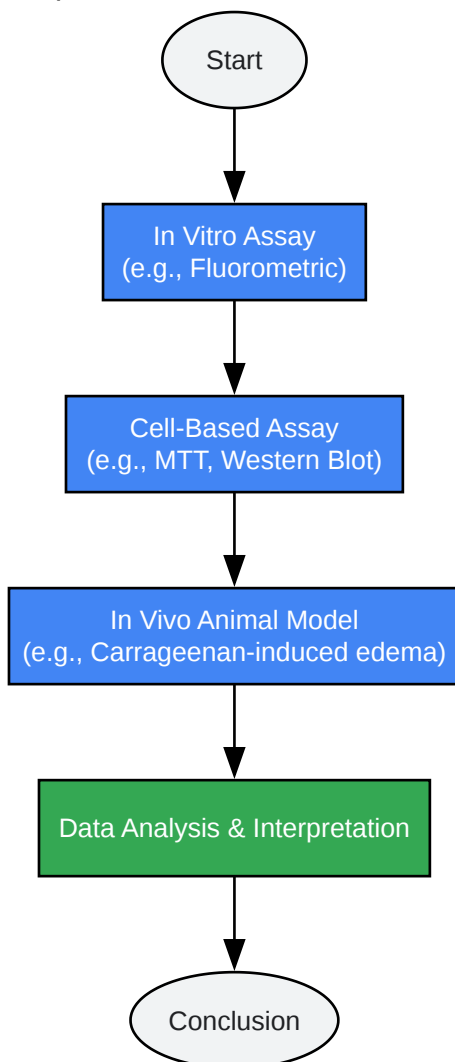 Start
In Vitro Assay
(e.g., Fluorometric)
Cell-Based Assay
(e.g., MTT, Western Blot)
In Vivo Animal Model
(e.g., Carrageenan-induced edema)
Data Analysis & Interpretation
Conclusion